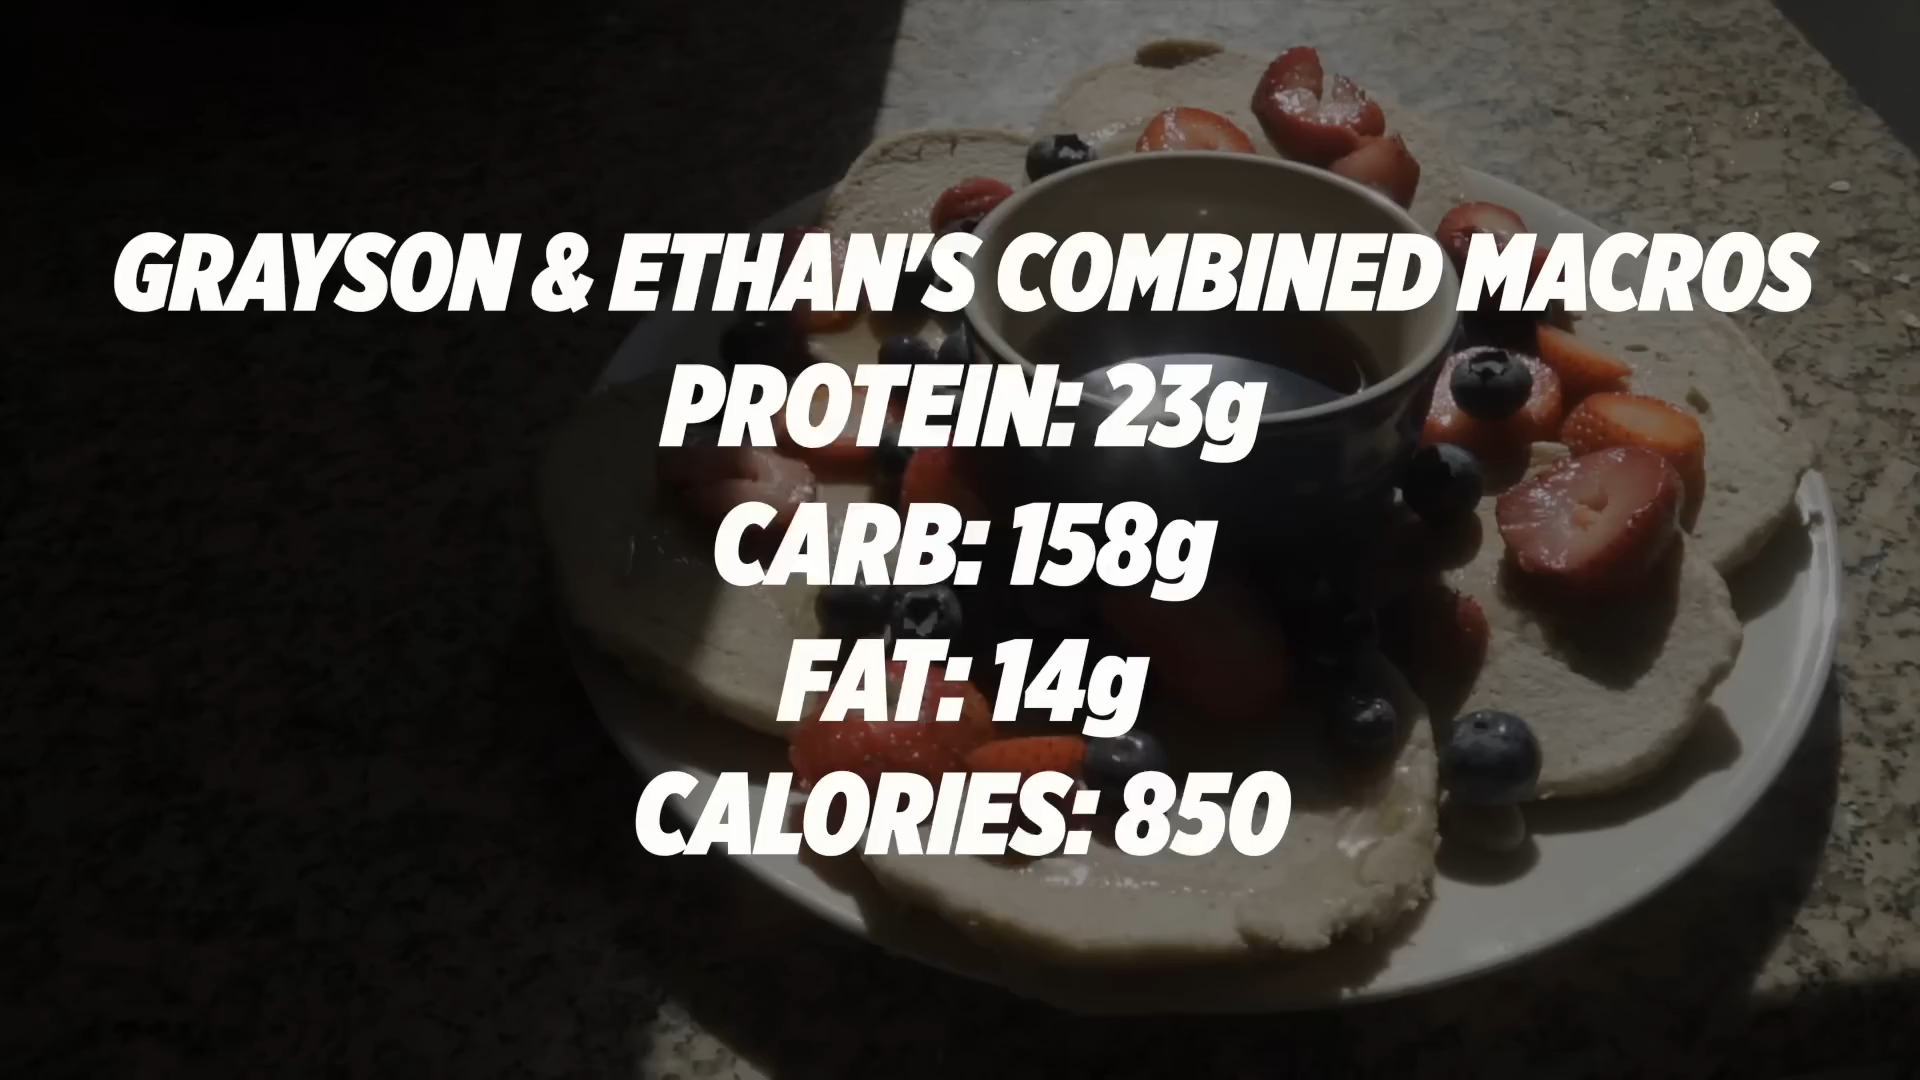 GRAYSON & ETHAN'S COMBINED MACROS
PROTEIN: 23g
CARB: 158g
FAT: 14g
CALORIES: 850